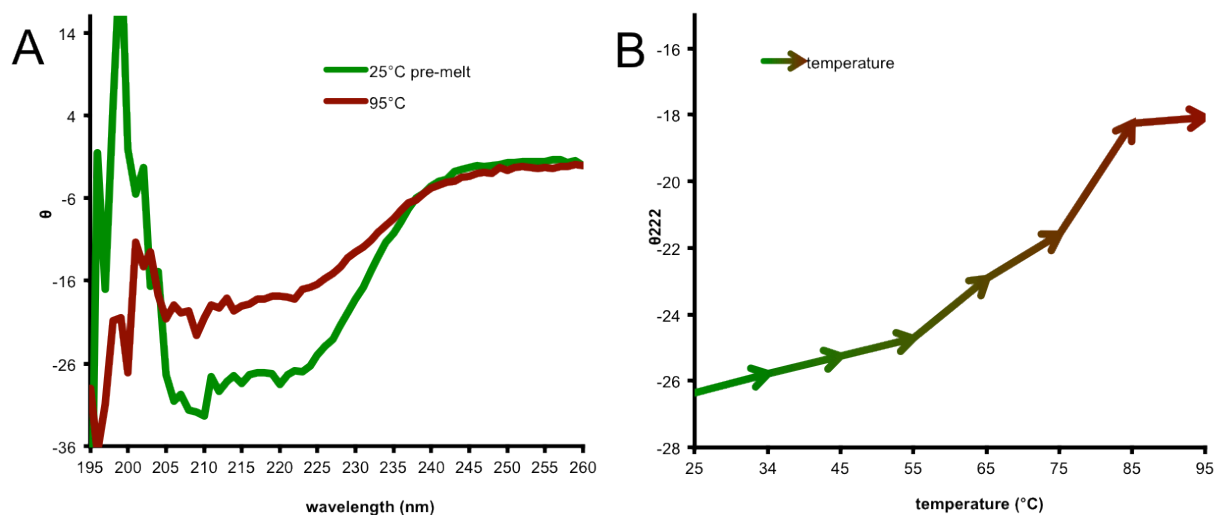 A
25°C pre-melt
95°C
14
4
-6
-16
-26
-36
θ
195 200 205 210 215 220 225 230 235 240 245 250 255 260
wavelength (nm)
B
temperature
-16
-18
-20
-22
-24
-26
-28
θ222
25 34 45 55 65 75 85 95
temperature (°C)